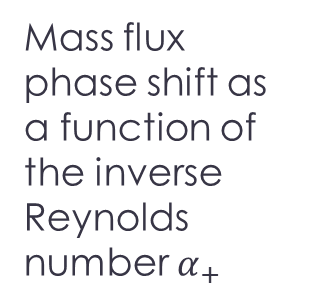 Mass flux
phase shift as
a function of
the inverse
Reynolds
number 𝛼₊